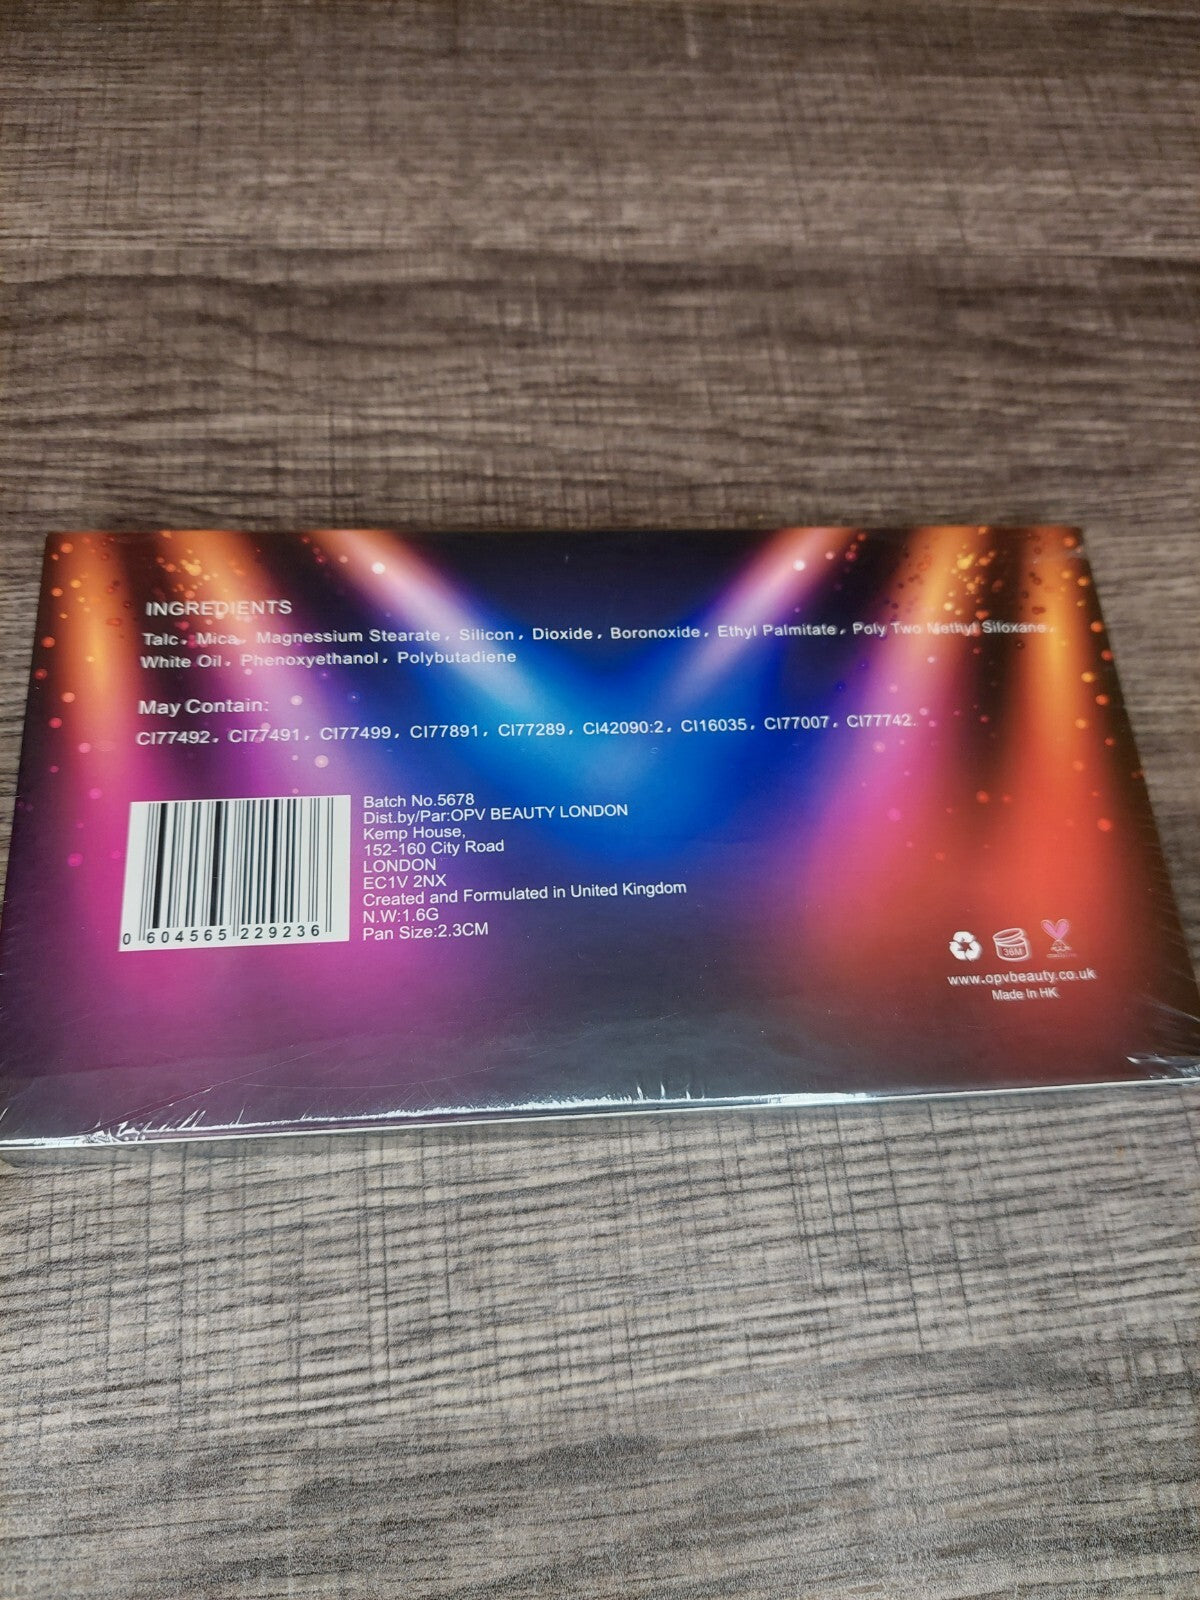 INGREDIENTS
Talc, Mica, Magnessium Stearate, Silicon, Dioxide, Boronoxide, Ethyl Palmitate, Poly Two Methyl Siloxane,
White Oil, Phenoxyethanol, Polybutadiene
May Contain:
CI77492, CI77491, CI77499, CI77891, CI77289, CI42090:2, CI16035, CI77007, CI77742.
0 604565 229236
Batch No.5678
Dist.by/Par:OPV BEAUTY LONDON
Kemp House,
152-160 City Road
LONDON
EC1V 2NX
Created and Formulated in United Kingdom
N.W:1.6G
Pan Size:2.3CM
36M
www.opvbeauty.co.uk
Made In HK